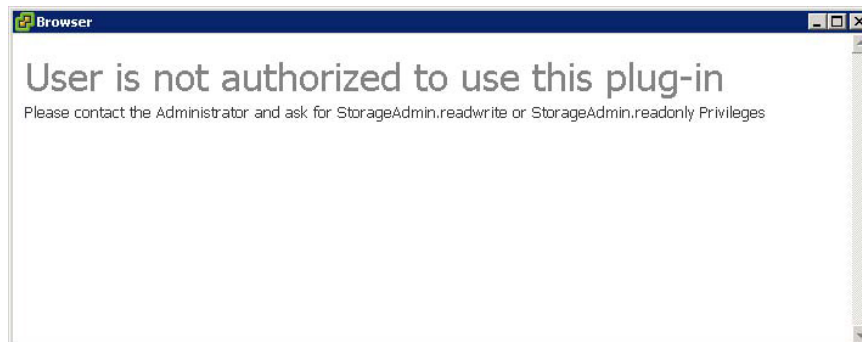 Browser
User is not authorized to use this plug-in
Please contact the Administrator and ask for StorageAdmin.readwrite or StorageAdmin.readonly Privileges